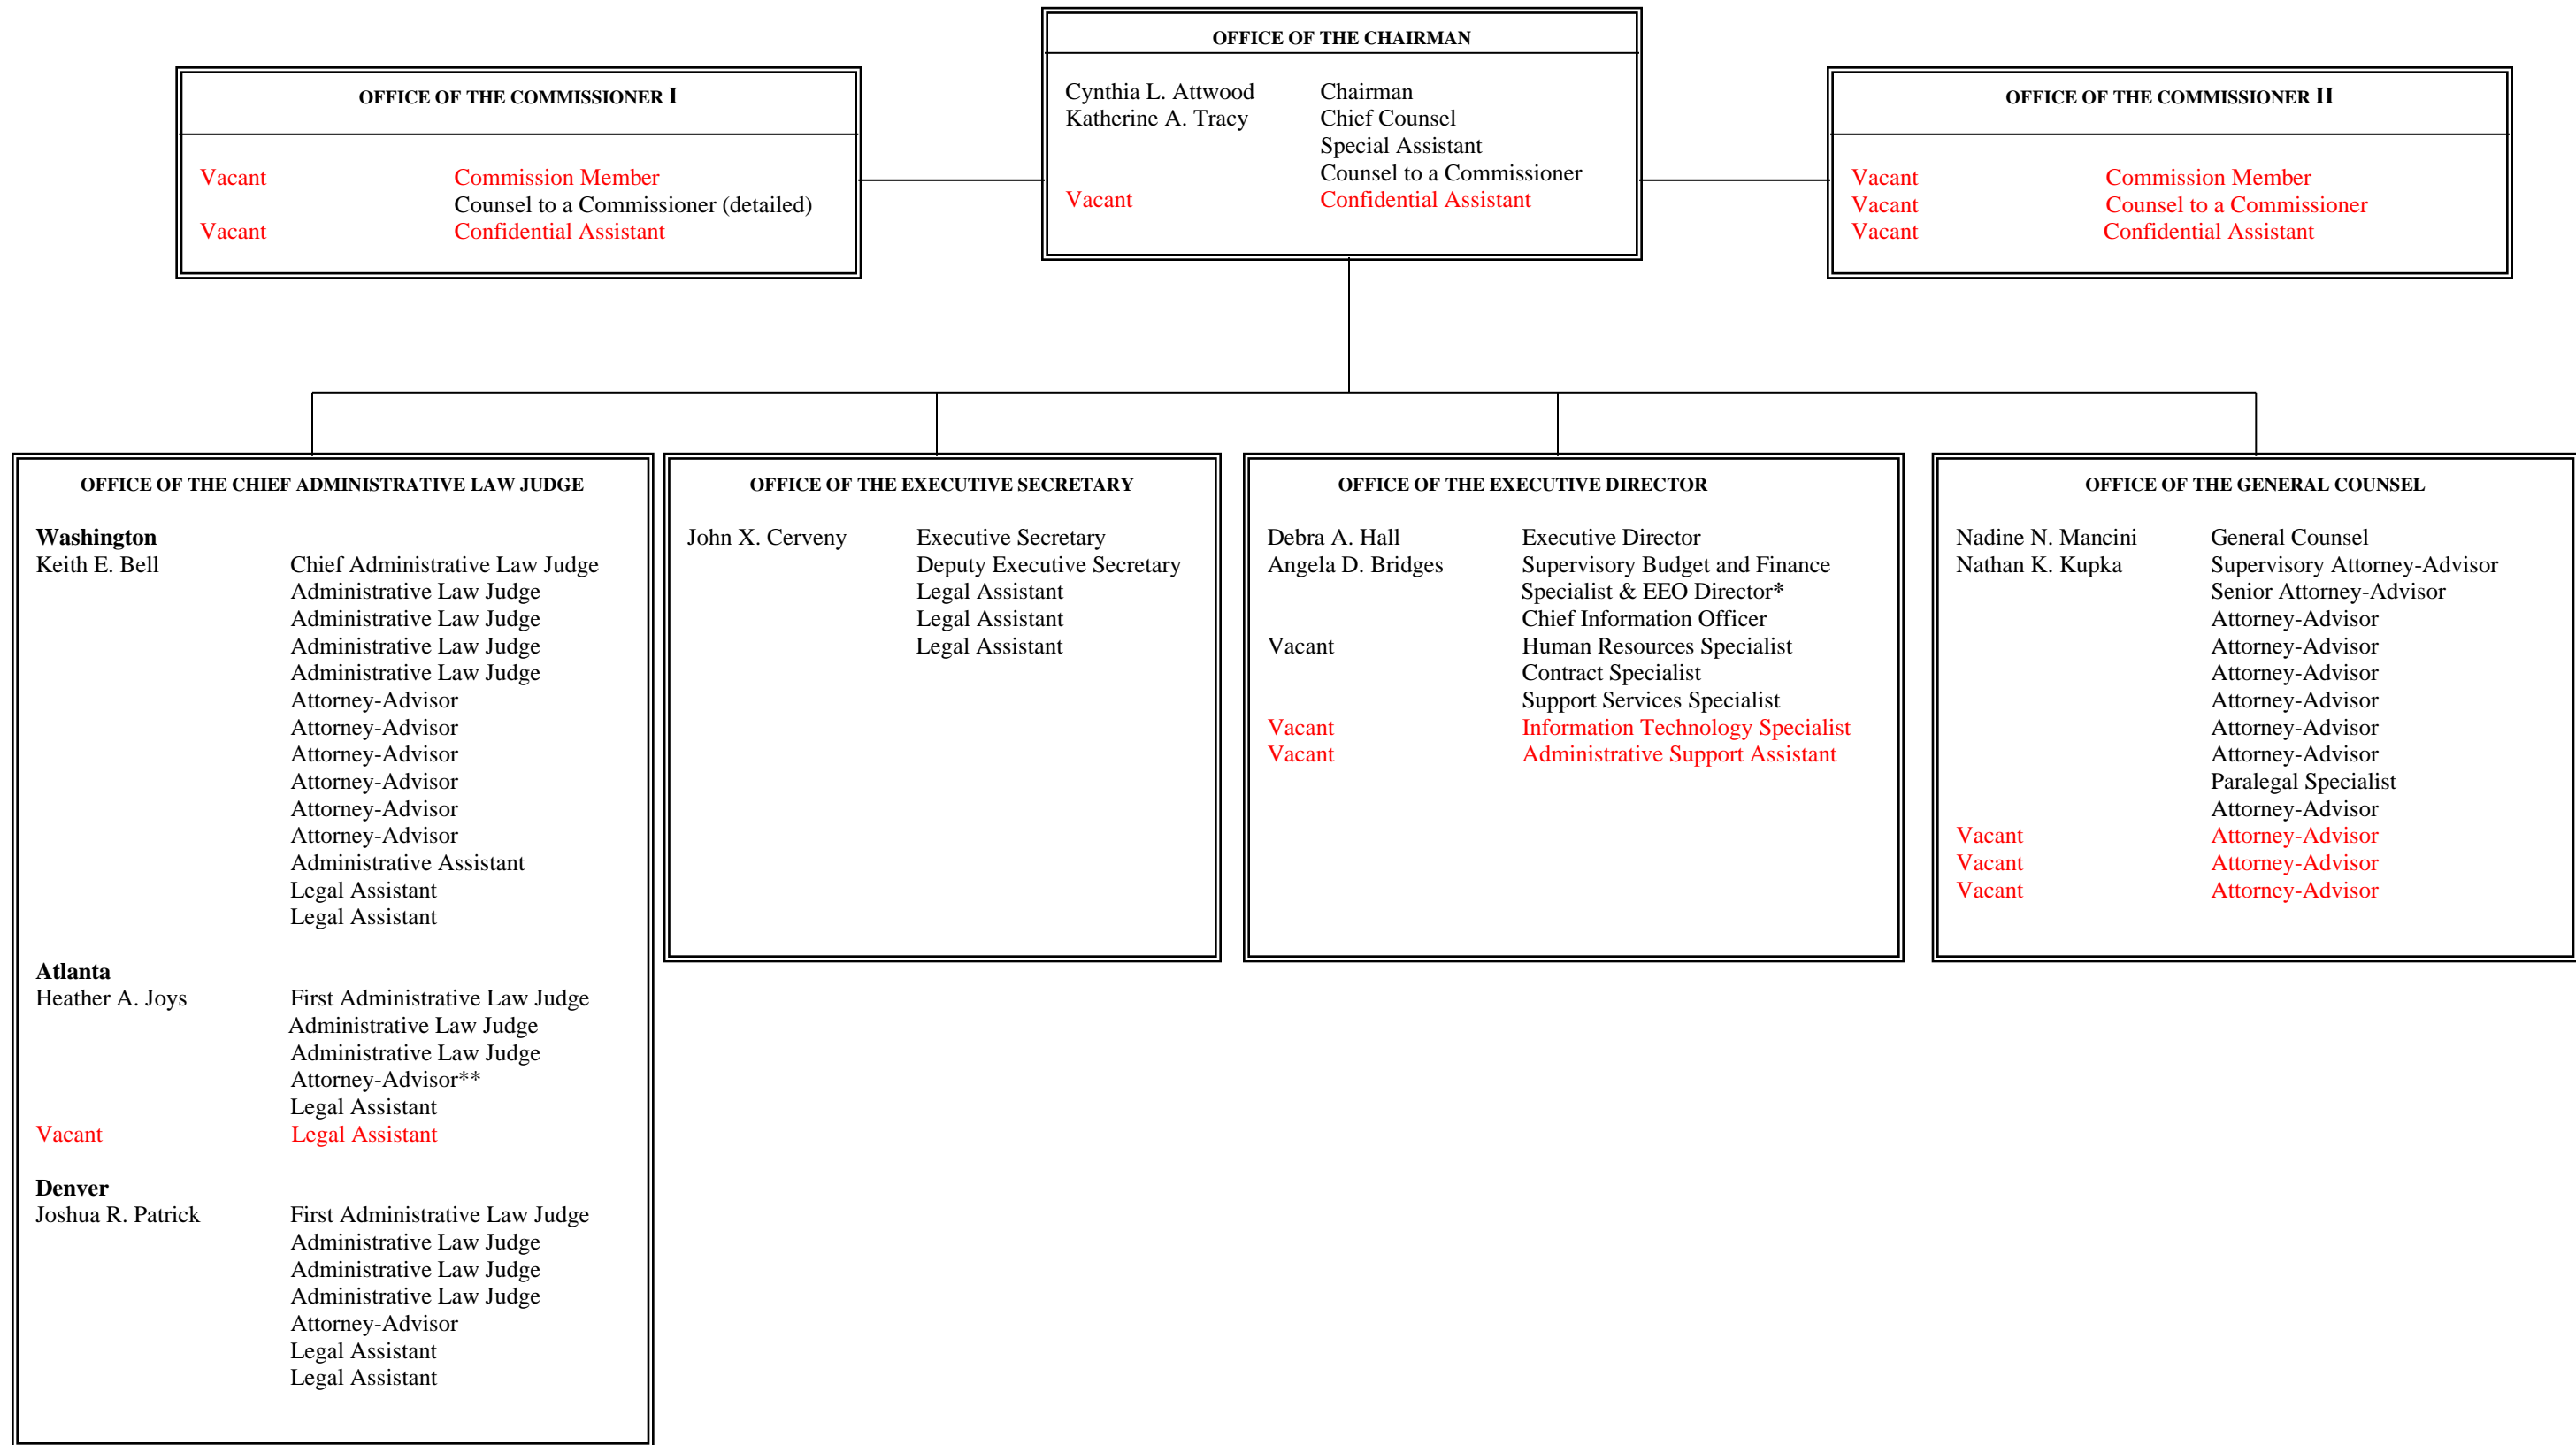 OFFICE OF THE CHAIRMAN
Cynthia L. Attwood Chairman
Katherine A. Tracy Chief Counsel
Special Assistant
Counsel to a Commissioner
Vacant Confidential Assistant
OFFICE OF THE COMMISSIONER I
Vacant Commission Member
Counsel to a Commissioner (detailed)
Vacant Confidential Assistant
OFFICE OF THE COMMISSIONER II
Vacant Commission Member
Vacant Counsel to a Commissioner
Vacant Confidential Assistant
OFFICE OF THE CHIEF ADMINISTRATIVE LAW JUDGE
Washington
Keith E. Bell Chief Administrative Law Judge
Administrative Law Judge
Administrative Law Judge
Administrative Law Judge
Administrative Law Judge
Attorney-Advisor
Attorney-Advisor
Attorney-Advisor
Attorney-Advisor
Attorney-Advisor
Attorney-Advisor
Administrative Assistant
Legal Assistant
Legal Assistant
Atlanta
Heather A. Joys First Administrative Law Judge
Administrative Law Judge
Administrative Law Judge
Attorney-Advisor**
Legal Assistant
Vacant Legal Assistant
Denver
Joshua R. Patrick First Administrative Law Judge
Administrative Law Judge
Administrative Law Judge
Administrative Law Judge
Attorney-Advisor
Legal Assistant
Legal Assistant
OFFICE OF THE EXECUTIVE SECRETARY
John X. Cerveny Executive Secretary
Deputy Executive Secretary
Legal Assistant
Legal Assistant
Legal Assistant
OFFICE OF THE EXECUTIVE DIRECTOR
Debra A. Hall Executive Director
Angela D. Bridges Supervisory Budget and Finance
Specialist & EEO Director*
Chief Information Officer
Vacant Human Resources Specialist
Contract Specialist
Support Services Specialist
Vacant Information Technology Specialist
Vacant Administrative Support Assistant
OFFICE OF THE GENERAL COUNSEL
Nadine N. Mancini General Counsel
Nathan K. Kupka Supervisory Attorney-Advisor
Senior Attorney-Advisor
Attorney-Advisor
Attorney-Advisor
Attorney-Advisor
Attorney-Advisor
Attorney-Advisor
Attorney-Advisor
Paralegal Specialist
Attorney-Advisor
Vacant Attorney-Advisor
Vacant Attorney-Advisor
Vacant Attorney-Advisor